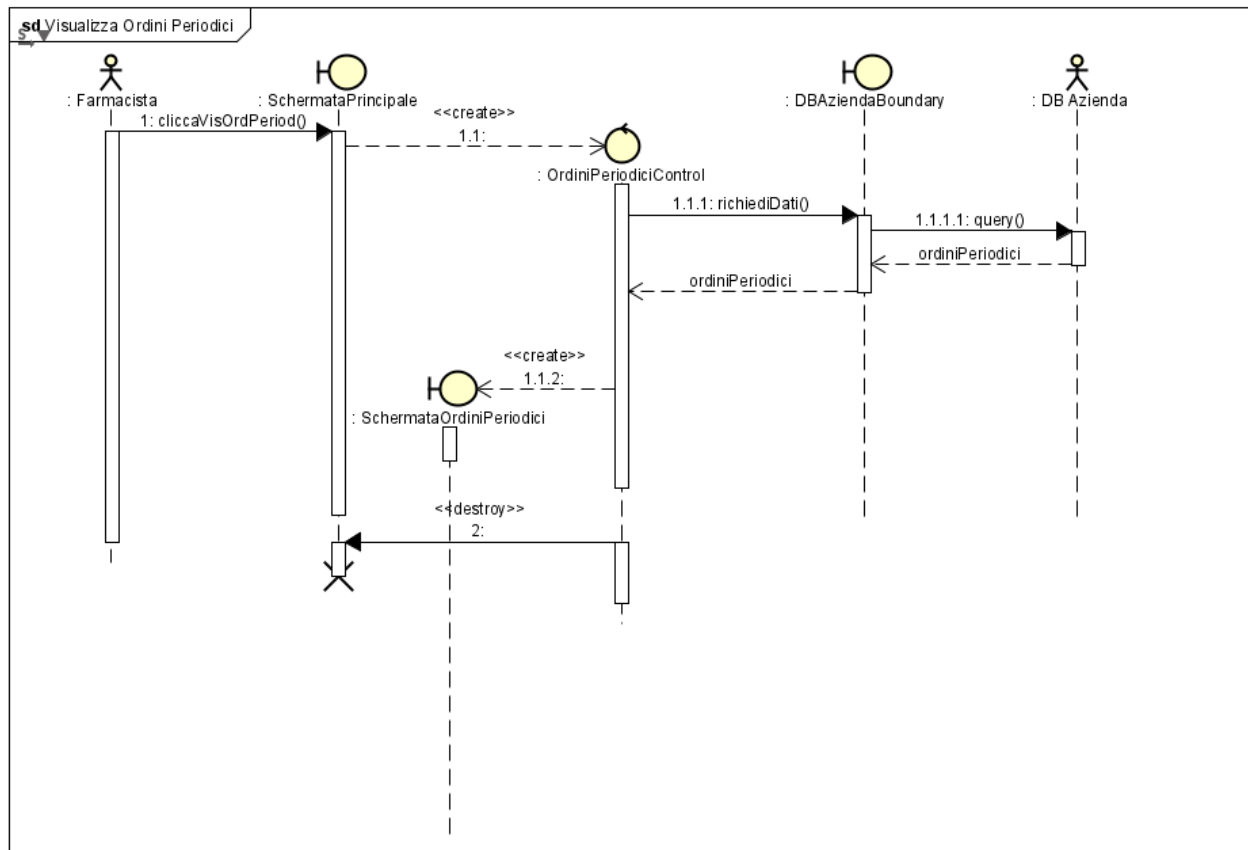 sd Visualizza Ordini Periodici
: Farmacista
: SchermataPrincipale
: DBAziendaBoundary
: DB Azienda
1: cliccaVisOrdPeriod()
<<create>>
1.1:
: OrdiniPeriodiciControl
1.1.1: richiediDati()
1.1.1.1: query()
ordiniPeriodici
ordiniPeriodici
<<create>>
1.1.2:
: SchermataOrdiniPeriodici
<<destroy>>
2: